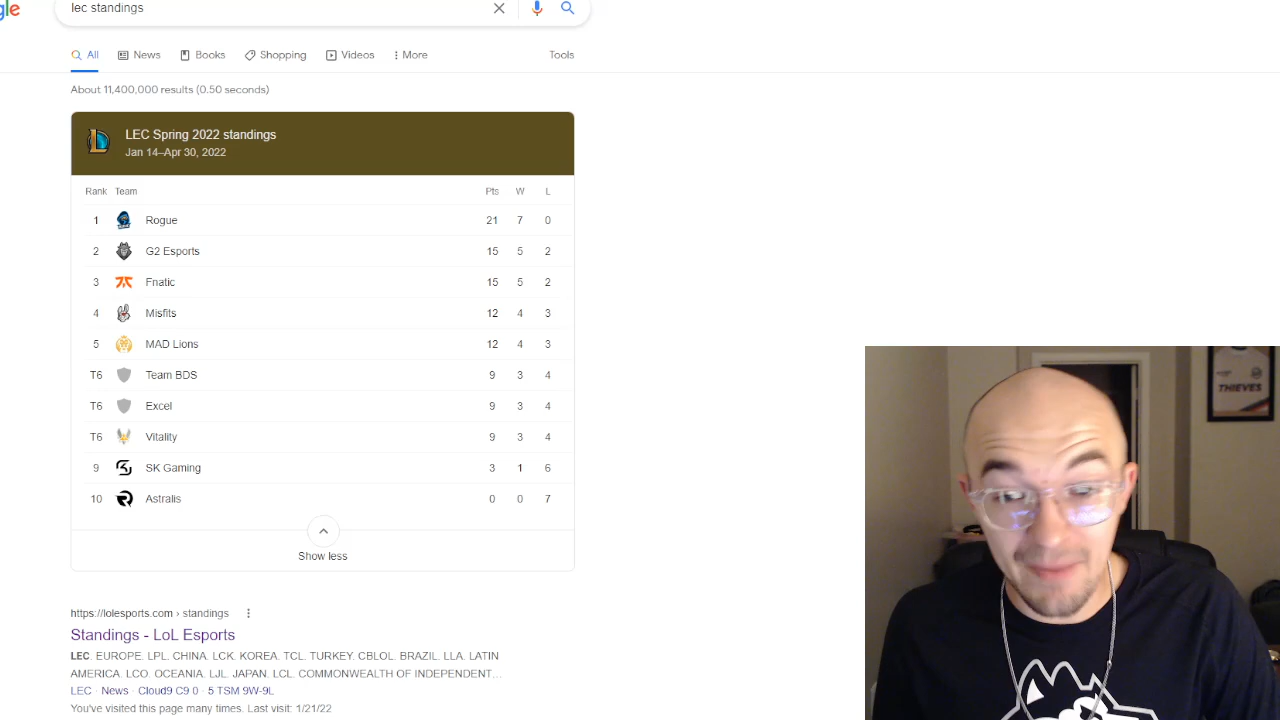 gle
lec standings
All News Books Shopping Videos More Tools
About 11,400,000 results (0.50 seconds)
LEC Spring 2022 standings
Jan 14–Apr 30, 2022
Rank Team Pts W L
1 Rogue 21 7 0
2 G2 Esports 15 5 2
3 Fnatic 15 5 2
4 Misfits 12 4 3
5 MAD Lions 12 4 3
T6 Team BDS 9 3 4
T6 Excel 9 3 4
T6 Vitality 9 3 4
9 SK Gaming 3 1 6
10 Astralis 0 0 7
Show less
https://lolesports.com › standings
Standings - LoL Esports
LEC. EUROPE. LPL. CHINA. LCK. KOREA. TCL. TURKEY. CBLOL. BRAZIL. LLA. LATIN
AMERICA. LCO. OCEANIA. LJL. JAPAN. LCL. COMMONWEALTH OF INDEPENDENT...
LEC · News · Cloud9 C9 0 · 5 TSM 9W-9L
You've visited this page many times. Last visit: 1/21/22
THIEVES